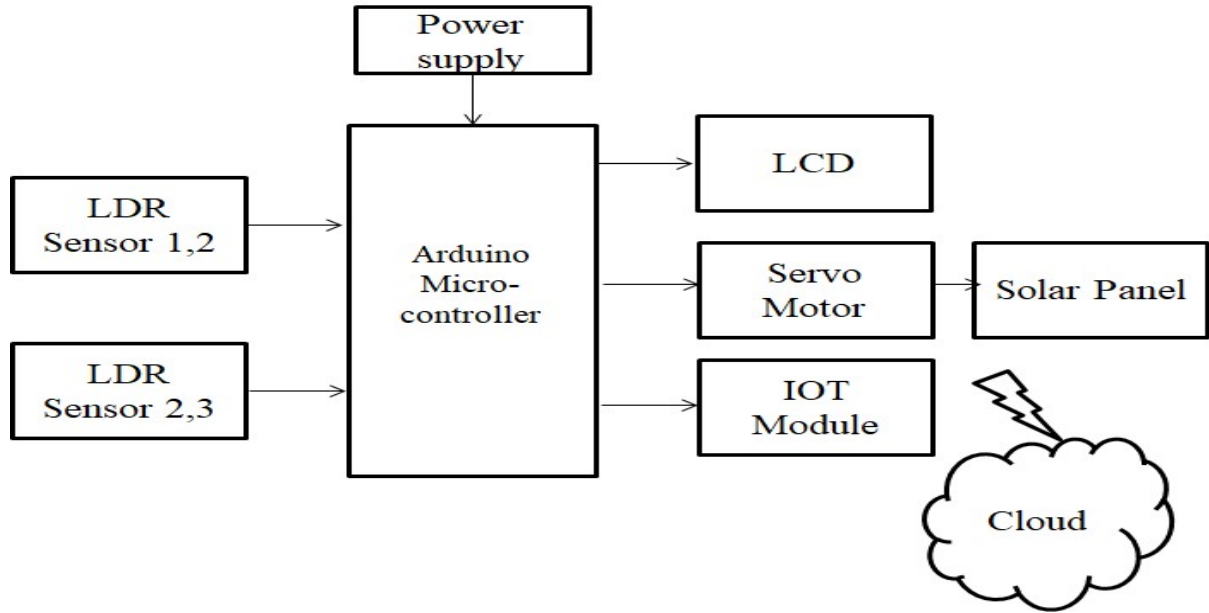 Power
supply
LCD
LDR
Sensor 1,2
Arduino
Micro-
controller
Servo
Motor
Solar Panel
LDR
Sensor 2,3
IOT
Module
Cloud